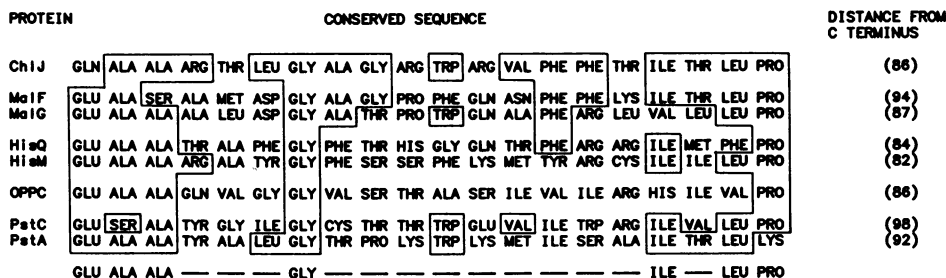 PROTEIN CONSERVED SEQUENCE DISTANCE FROM
C TERMINUS
ChlJ GLN ALA ALA ARG THR LEU GLY ALA GLY ARG TRP ARG VAL PHE PHE THR ILE THR LEU PRO (86)
MalF GLU ALA SER ALA MET ASP GLY ALA GLY PRO PHE GLN ASN PHE PHE LYS ILE THR LEU PRO (94)
MalG GLU ALA ALA ALA LEU ASP GLY ALA THR PRO TRP GLN ALA PHE ARG LEU VAL LEU LEU PRO (87)
HisQ GLU ALA ALA THR ALA PHE GLY PHE THR HIS GLY GLN THR PHE ARG ARG ILE MET PHE PRO (84)
HisM GLU ALA ALA ARG ALA TYR GLY PHE SER SER PHE LYS MET TYR ARG CYS ILE ILE LEU PRO (82)
OPPC GLU ALA ALA GLN VAL GLY GLY VAL SER THR ALA SER ILE VAL ILE ARG HIS ILE VAL PRO (86)
PstC GLU SER ALA TYR GLY ILE GLY CYS THR THR TRP GLU VAL ILE TRP ARG ILE VAL LEU PRO (98)
PstA GLU ALA ALA TYR ALA LEU GLY THR PRO LYS TRP LYS MET ILE SER ALA ILE THR LEU LYS (92)
GLU ALA ALA — — — — GLY — — — — — — — — — ILE — LEU PRO